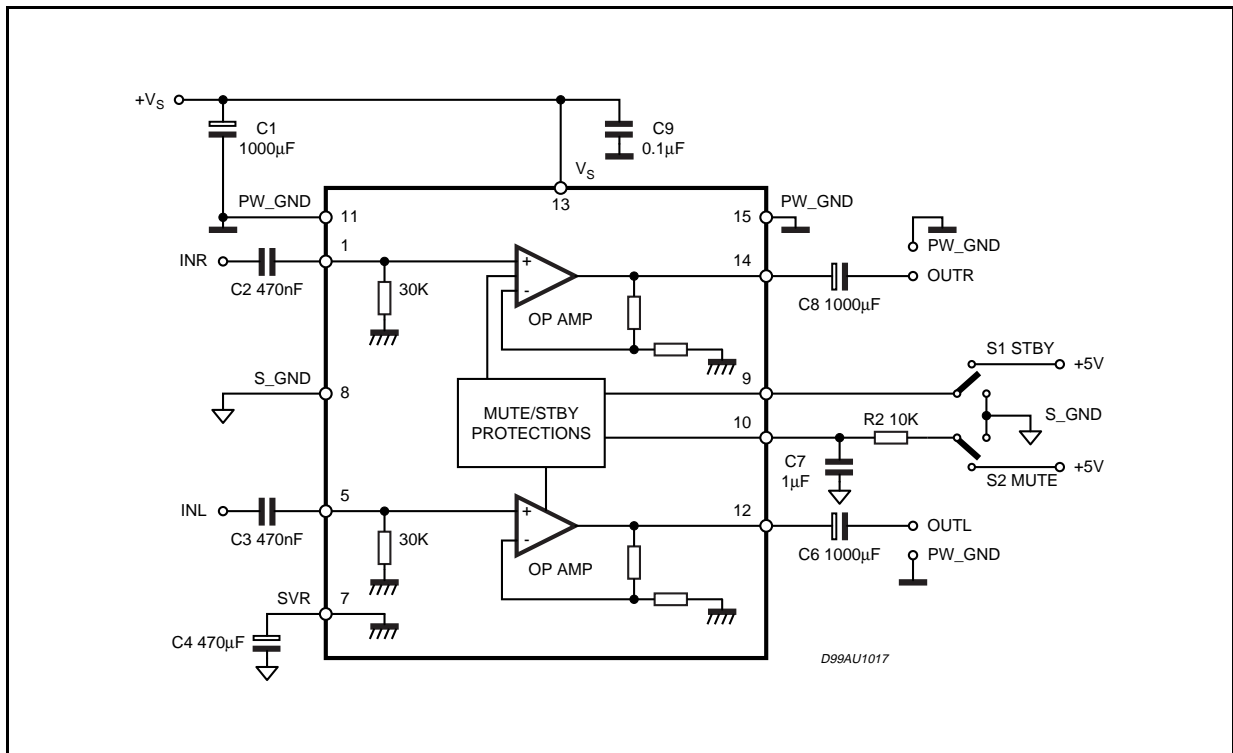 +VS
C1
1000µF
C9
0.1µF
VS
13
PW_GND
11
15
PW_GND
PW_GND
INR
C2 470nF
1
30K
+
-
OP AMP
14
C8 1000µF
OUTR
S_GND
8
MUTE/STBY
PROTECTIONS
9
S1 STBY
+5V
10
R2 10K
S_GND
C7
1µF
S2 MUTE
+5V
INL
C3 470nF
5
30K
+
-
OP AMP
12
C6 1000µF
OUTL
PW_GND
SVR
7
C4 470µF
D99AU1017